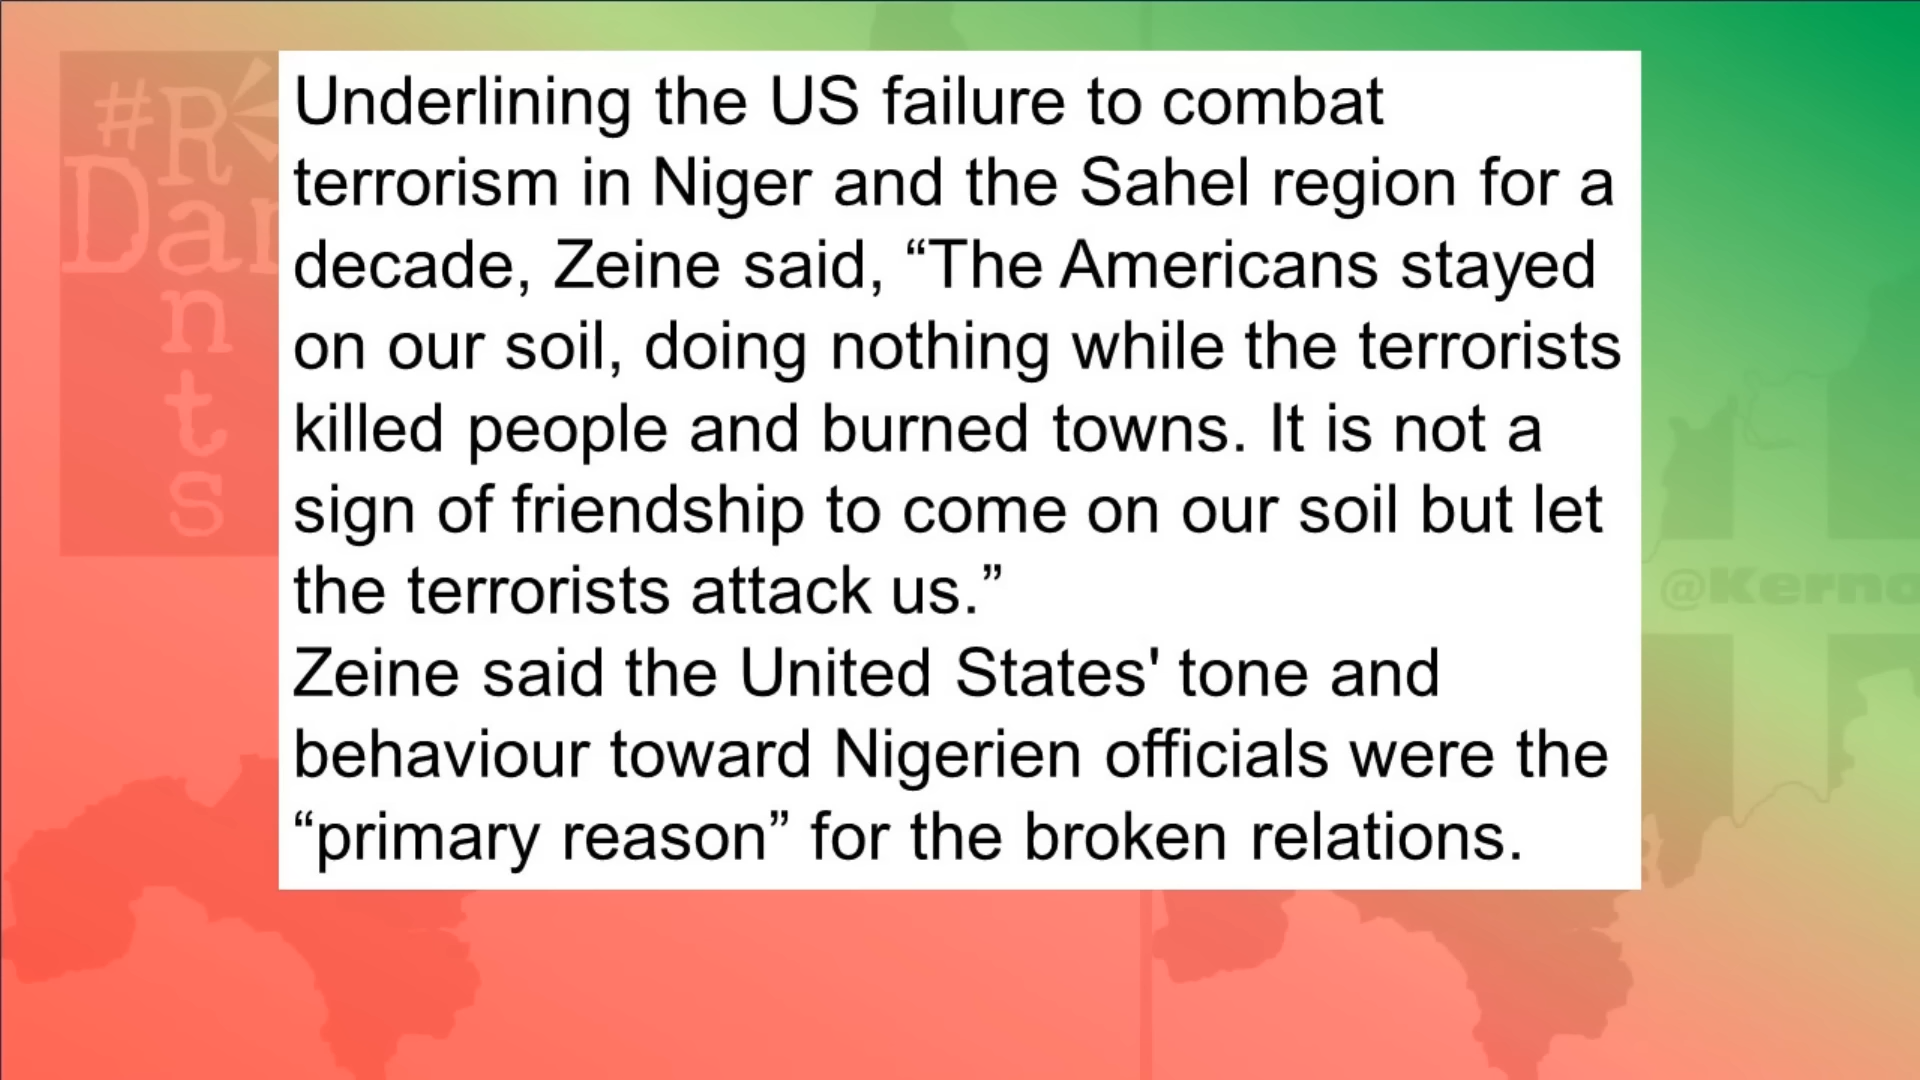 #R
Dan
n
t
s
Underlining the US failure to combat
terrorism in Niger and the Sahel region for a
decade, Zeine said, “The Americans stayed
on our soil, doing nothing while the terrorists
killed people and burned towns. It is not a
sign of friendship to come on our soil but let
the terrorists attack us.”
Zeine said the United States' tone and
behaviour toward Nigerien officials were the
“primary reason” for the broken relations.
@Kerno